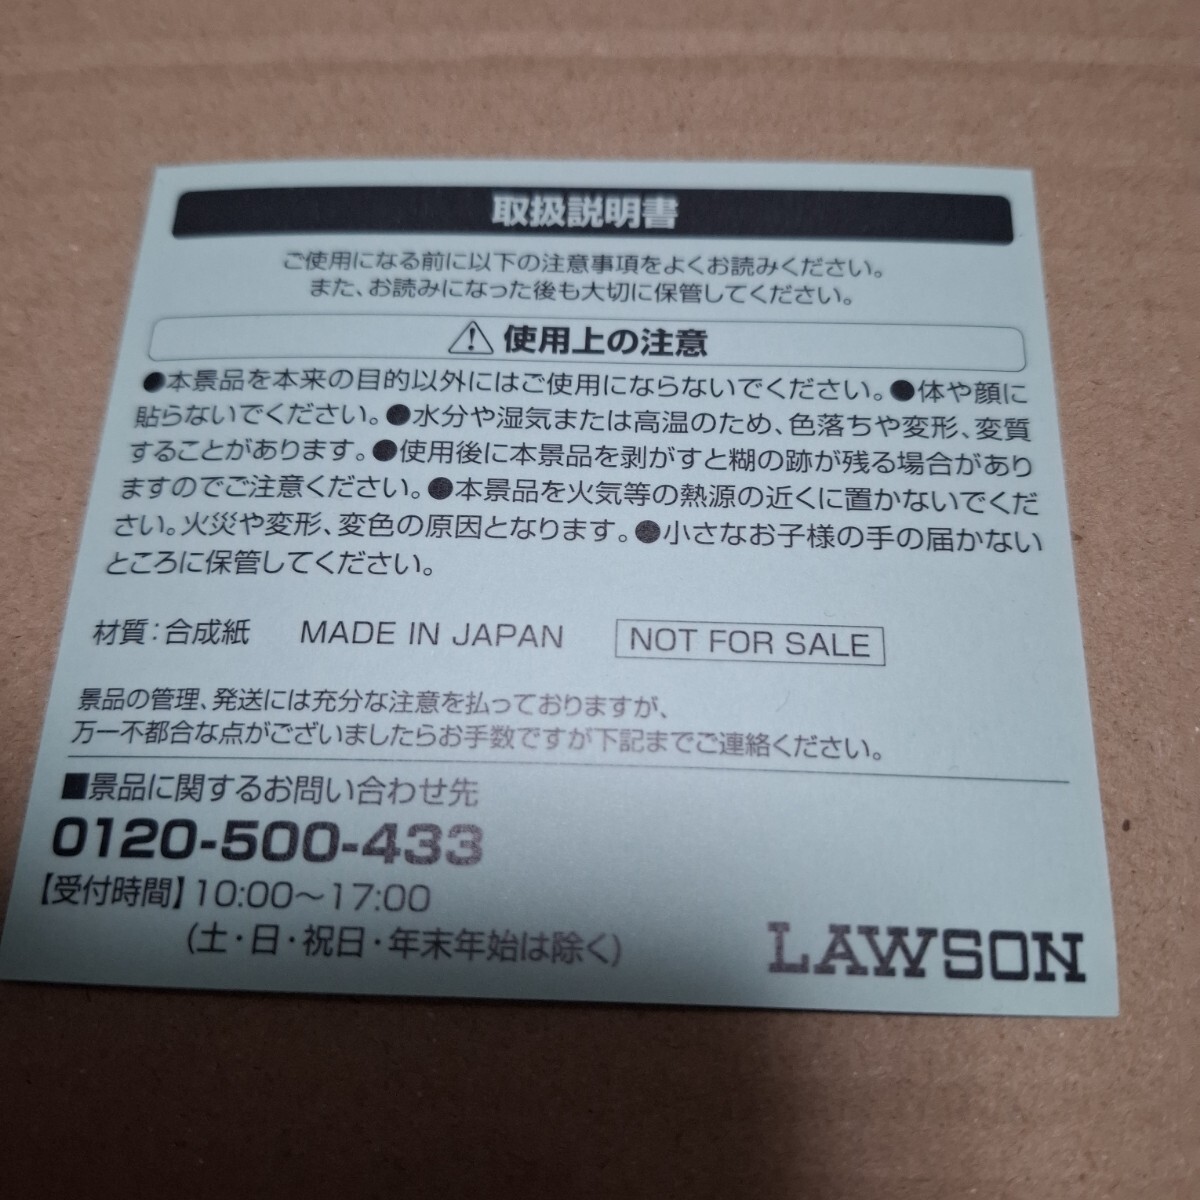 取扱説明書
ご使用になる前に以下の注意事項をよくお読みください。
また、お読みになった後も大切に保管してください。
使用上の注意
●本景品を本来の目的以外にはご使用にならないでください。●体や顔に
貼らないでください。●水分や湿気または高温のため、色落ちや変形、変質
することがあります。●使用後に本景品を剥がすと糊の跡が残る場合があり
ますのでご注意ください。●本景品を火気等の熱源の近くに置かないでくだ
さい。火災や変形、変色の原因となります。●小さなお子様の手の届かない
ところに保管してください。
材質：合成紙 MADE IN JAPAN NOT FOR SALE
景品の管理、発送には充分な注意を払っておりますが、
万一不都合な点がございましたらお手数ですが下記までご連絡ください。
■景品に関するお問い合わせ先
0120-500-433
【受付時間】10:00〜17:00
(土・日・祝日・年末年始は除く)
LAWSON